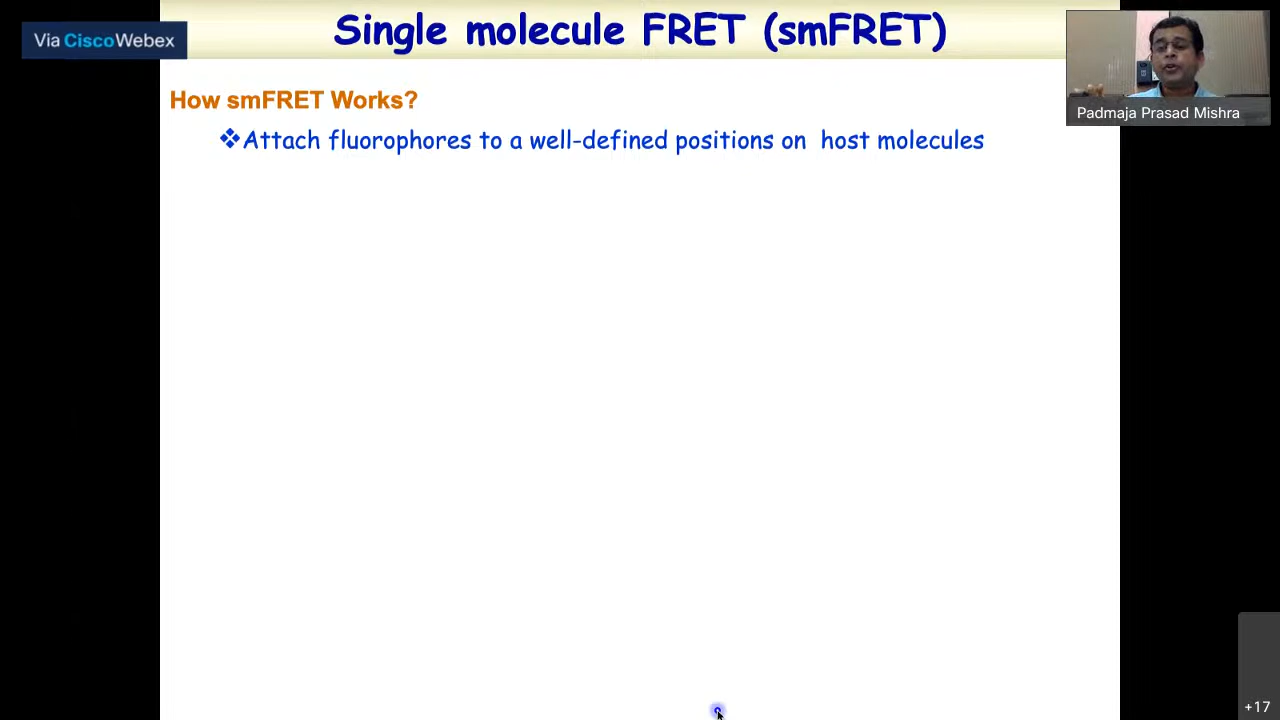 Via CiscoWebex
Single molecule FRET (smFRET)
Padmaja Prasad Mishra
How smFRET Works?
❖Attach fluorophores to a well-defined positions on host molecules
+17